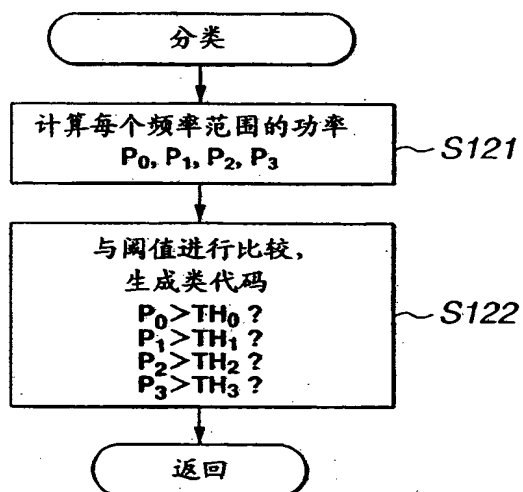 分类
计算每个频率范围的功率
P₀, P₁, P₂, P₃
S121
与阈值进行比较,
生成类代码
P₀>TH₀ ?
P₁>TH₁ ?
P₂>TH₂ ?
P₃>TH₃ ?
S122
返回